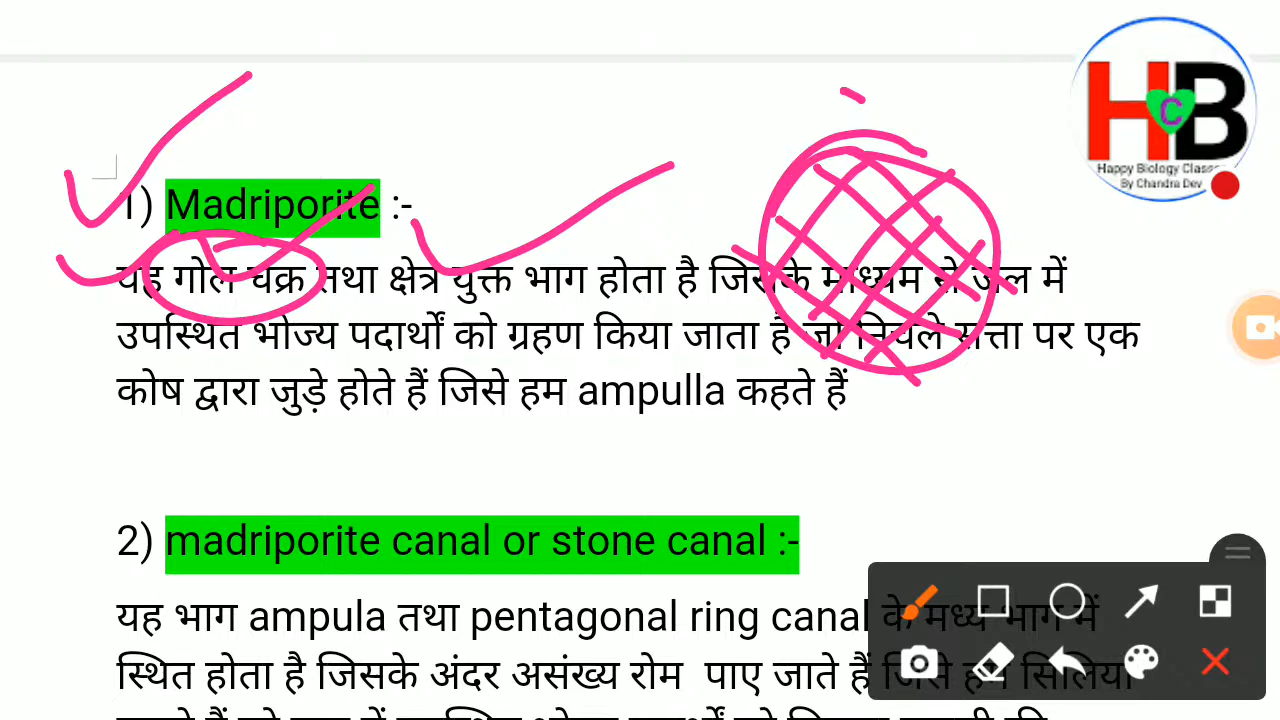 H C B
Happy Biology Classes
By Chandra Dev
1) Madriporite :-
यह गोल चक्र तथा क्षेत्र युक्त भाग होता है जिसके माध्यम से जल में
उपस्थित भोज्य पदार्थों को ग्रहण किया जाता है जो निचले सत्ता पर एक
कोष द्वारा जुड़े होते हैं जिसे हम ampulla कहते हैं
2) madriporite canal or stone canal :-
यह भाग ampula तथा pentagonal ring canal के मध्य भाग में
स्थित होता है जिसके अंदर असंख्य रोम पाए जाते हैं जिसे हम सिलिया